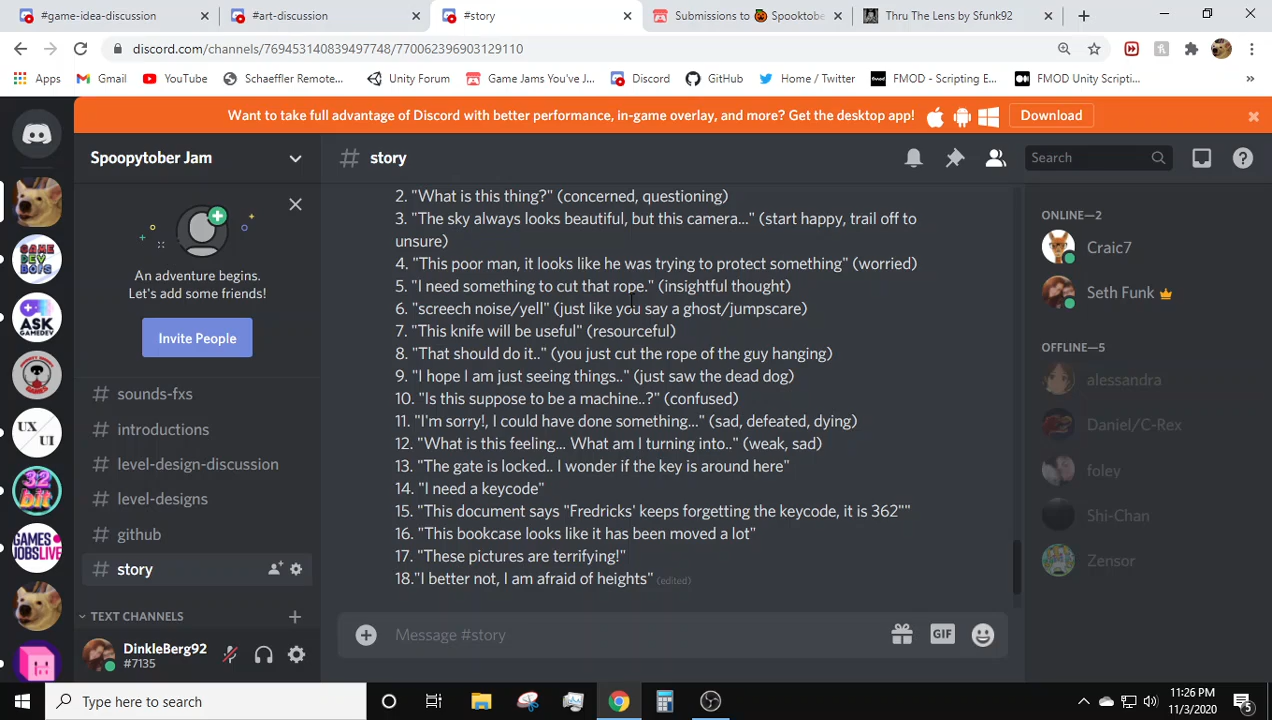 #game-idea-discussion
#art-discussion
#story
Submissions to 🎃 Spooktobe
Thru The Lens by Sfunk92
discord.com/channels/769453140839497748/770062396903129110
Apps
Gmail
YouTube
Schaeffler Remote...
Unity Forum
Game Jams You've J...
Discord
GitHub
Home / Twitter
FMOD - Scripting E...
FMOD Unity Scripti...
»
Want to take full advantage of Discord with better performance, in-game overlay, and more? Get the desktop app!
Download
Spoopytober Jam
# story
Search
An adventure begins.
Let's add some friends!
Invite People
# sounds-fxs
# introductions
# level-design-discussion
# level-designs
# github
# story
TEXT CHANNELS
DinkleBerg92
#7135
GAME
DEV
BOFS
ASK
GAMEDEV
UX
UI
32
bit
GAMES
JOBS LIVE
2. "What is this thing?" (concerned, questioning)
3. "The sky always looks beautiful, but this camera..." (start happy, trail off to
unsure)
4. "This poor man, it looks like he was trying to protect something" (worried)
5. "I need something to cut that rope." (insightful thought)
6. "screech noise/yell" (just like you say a ghost/jumpscare)
7. "This knife will be useful" (resourceful)
8. "That should do it.." (you just cut the rope of the guy hanging)
9. "I hope I am just seeing things.." (just saw the dead dog)
10. "Is this suppose to be a machine..?" (confused)
11. "I'm sorry!, I could have done something..." (sad, defeated, dying)
12. "What is this feeling... What am I turning into.." (weak, sad)
13. "The gate is locked.. I wonder if the key is around here"
14. "I need a keycode"
15. "This document says "Fredricks' keeps forgetting the keycode, it is 362""
16. "This bookcase looks like it has been moved a lot"
17. "These pictures are terrifying!"
18."I better not, I am afraid of heights" (edited)
Message #story
GIF
ONLINE—2
Craic7
Seth Funk
OFFLINE—5
alessandra
Daniel/C-Rex
foley
Shi-Chan
Zensor
Type here to search
11:26 PM
11/3/2020
5